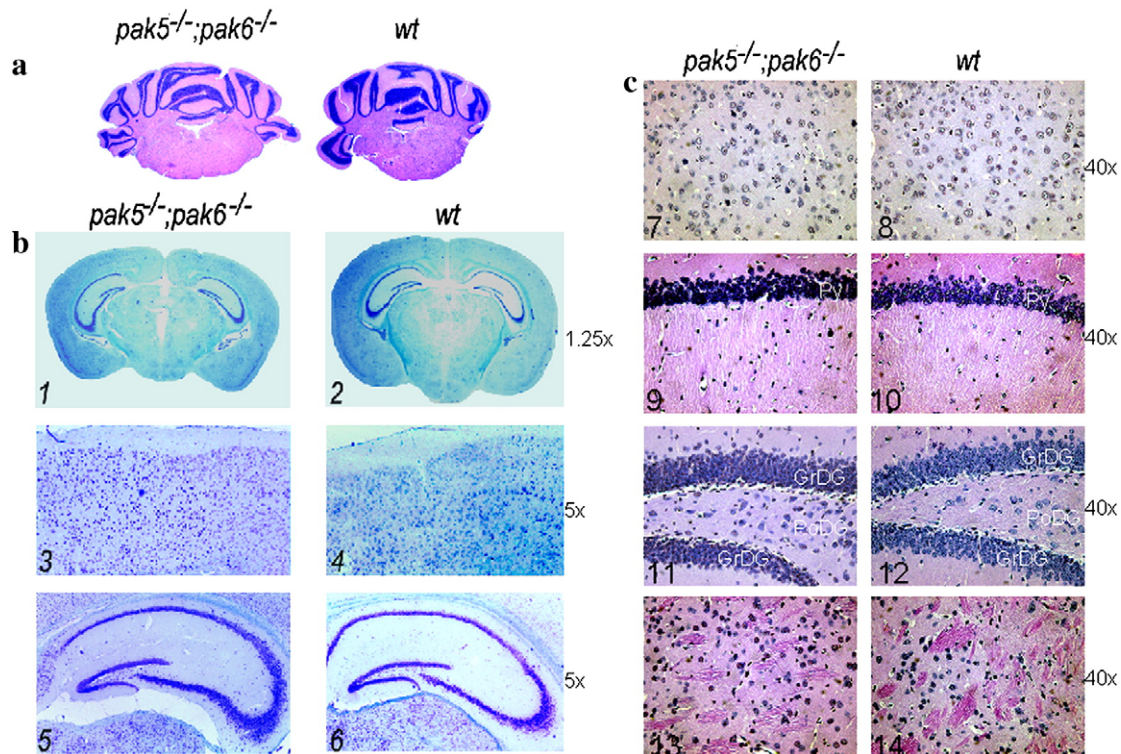 pak5-/-;pak6-/- wt
a
pak5-/-;pak6-/- wt
b
1 2 1.25x
3 4 5x
5 6 5x
pak5-/-;pak6-/- wt
c
7 8 40x
Py Py
9 10 40x
GrDG GrDG
PoDG PoDG
GrDG GrDG
11 12 40x
13 14 40x